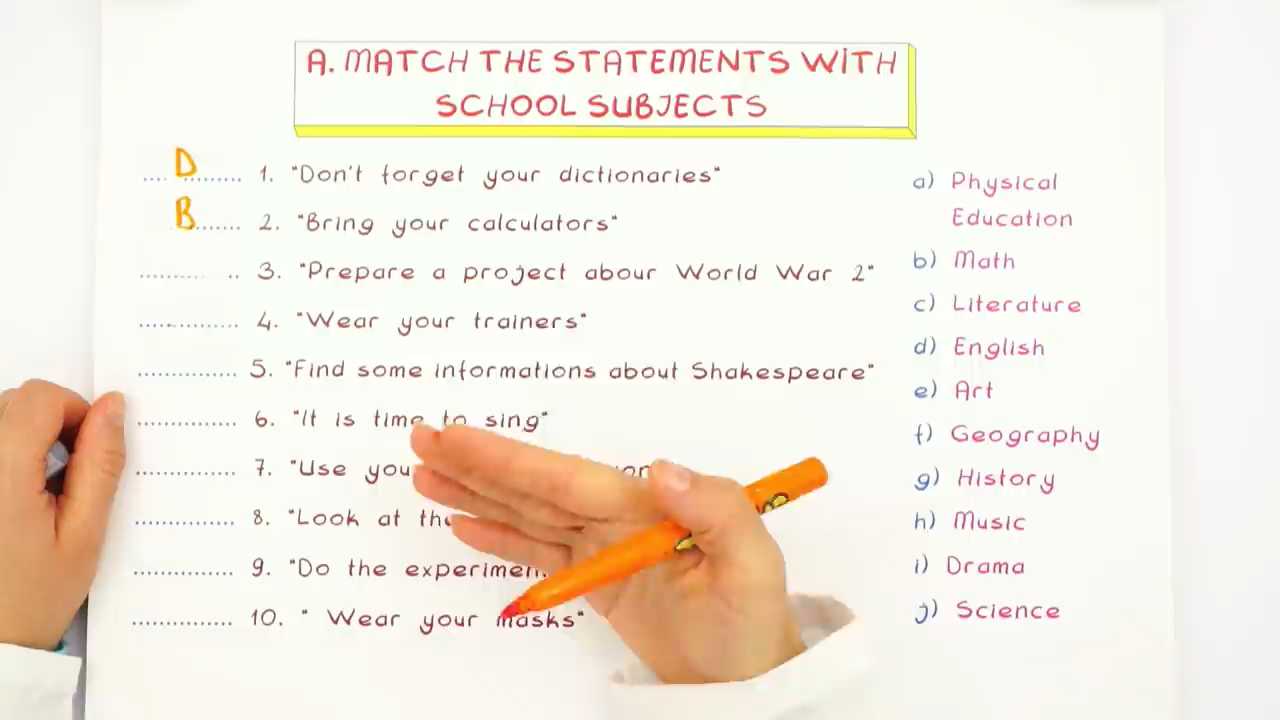 A. MATCH THE STATEMENTS WITH
SCHOOL SUBJECTS
D 1. "Don't forget your dictionaries"
B 2. "Bring your calculators"
3. "Prepare a project abour World War 2"
4. "Wear your trainers"
5. "Find some informations about Shakespeare"
6. "It is time to sing"
7. "Use
8. "Look at
9. "Do the
10. " Wear your masks"
a) Physical
Education
b) Math
c) Literature
d) English
e) Art
f) Geography
g) History
h) Music
i) Drama
j) Science